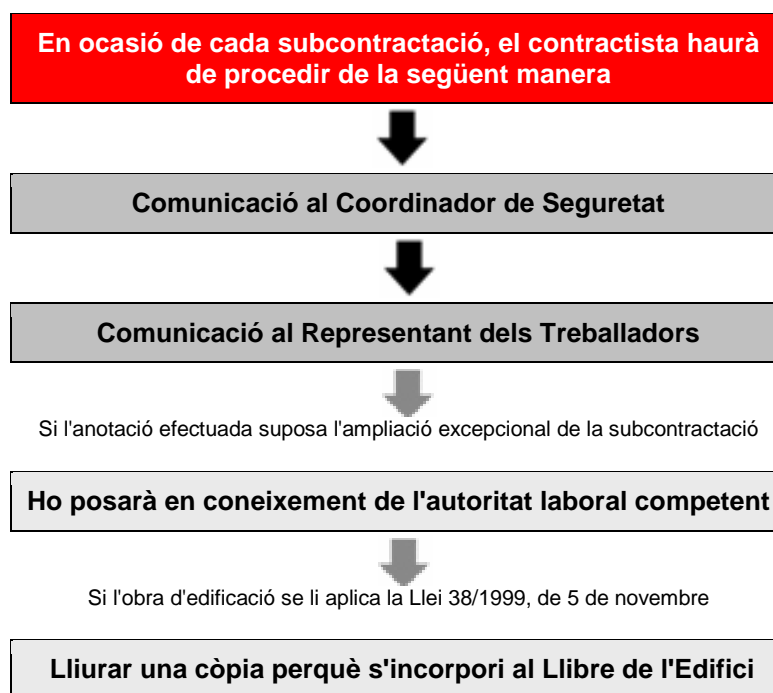 En ocasió de cada subcontractació, el contractista haurà
de procedir de la següent manera
Comunicació al Coordinador de Seguretat
Comunicació al Representant dels Treballadors
Si l'anotació efectuada suposa l'ampliació excepcional de la subcontractació
Ho posarà en coneixement de l'autoritat laboral competent
Si l'obra d'edificació se li aplica la Llei 38/1999, de 5 de novembre
Lliurar una còpia perquè s'incorpori al Llibre de l'Edifici